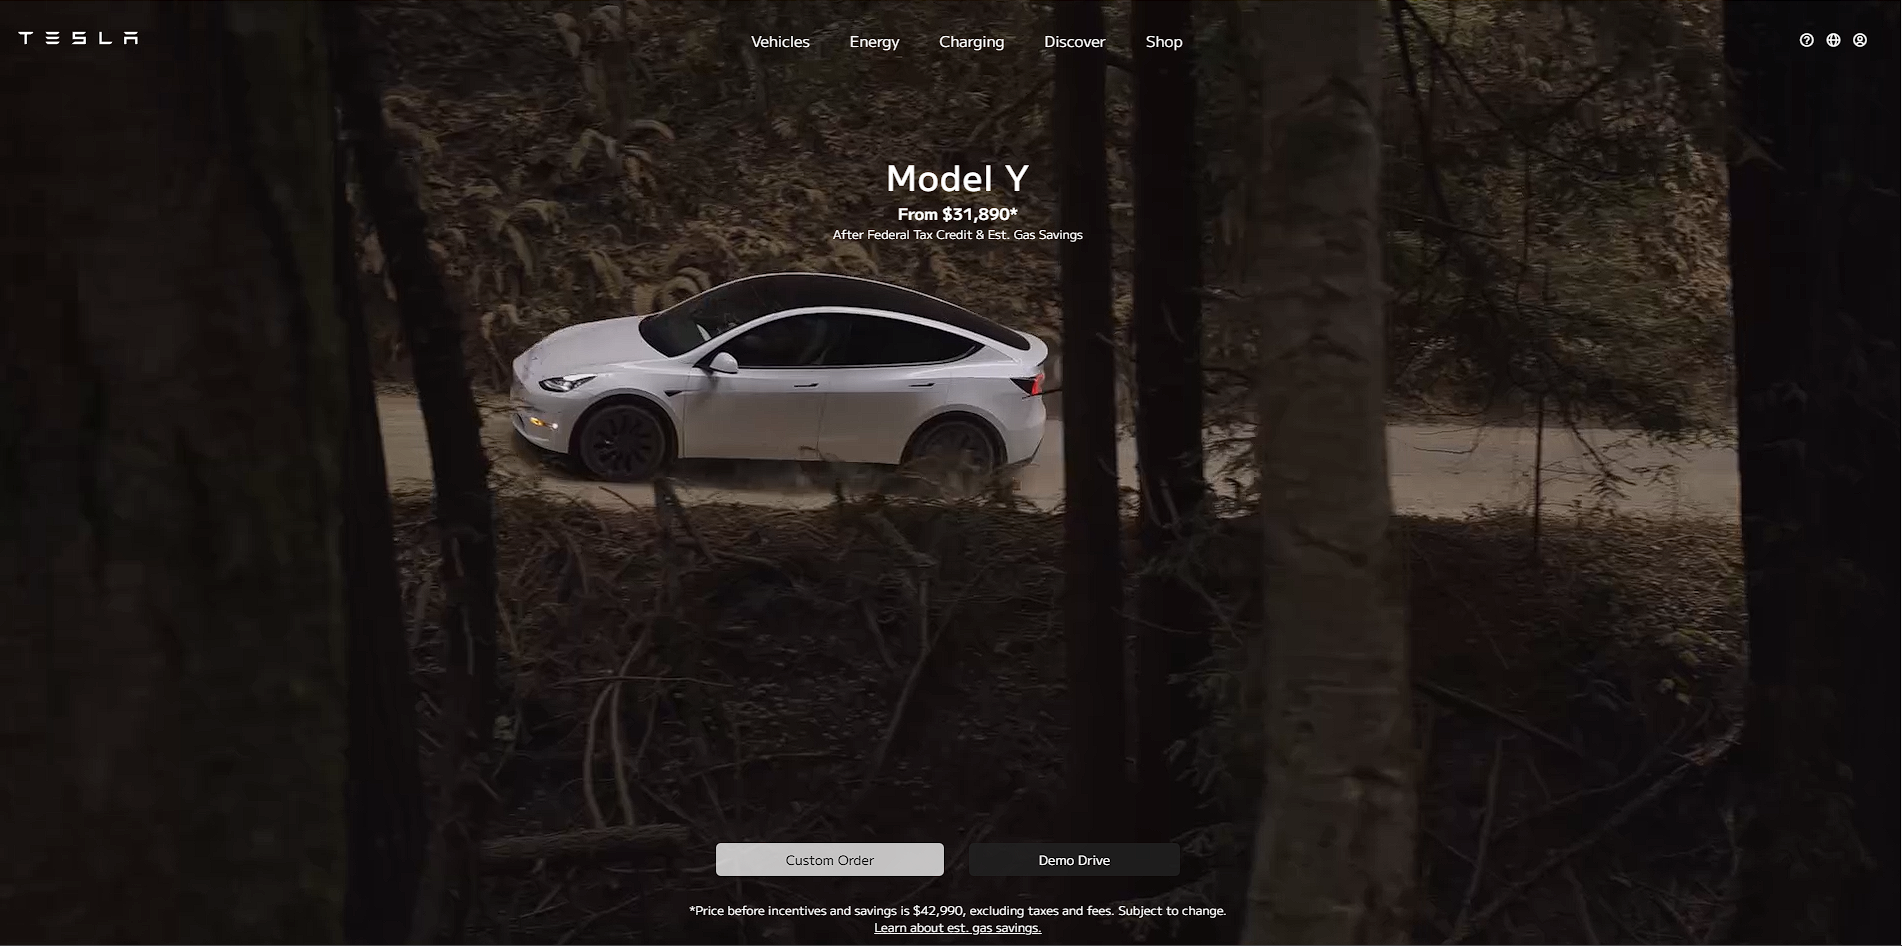 TESLA
Vehicles Energy Charging Discover Shop
Model Y
From $31,890*
After Federal Tax Credit & Est. Gas Savings
Custom Order
Demo Drive
*Price before incentives and savings is $42,990, excluding taxes and fees. Subject to change.
Learn about est. gas savings.